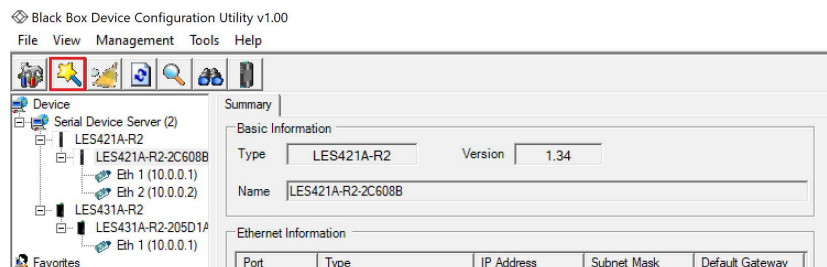 Black Box Device Configuration Utility v1.00
File View Management Tools Help
Device
Serial Device Server (2)
LES421A-R2
LES421A-R2-2C608B
Eth 1 (10.0.0.1)
Eth 2 (10.0.0.2)
LES431A-R2
LES431A-R2-205D1A
Eth 1 (10.0.0.1)
Favorites
Summary
Basic Information
Type LES421A-R2 Version 1.34
Name LES421A-R2-2C608B
Ethernet Information
Port Type IP Address Subnet Mask Default Gateway